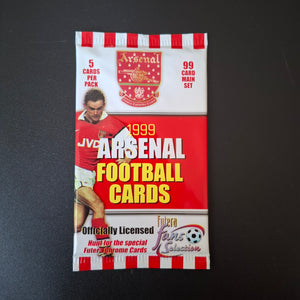 5
CARDS
PER
PACK
Arsenal
99
CARD
MAIN
SET
JVC
1999
ARSENAL
FOOTBALL
CARDS
Officially Licensed
Hunt for the special
Futera Chrome Cards
Futera
fans
Selection